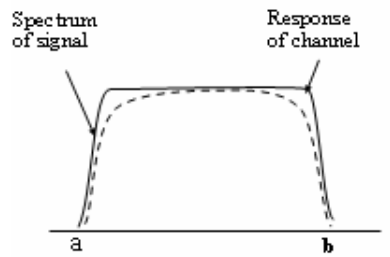 Spectrum
of signal
Response
of channel
a
b